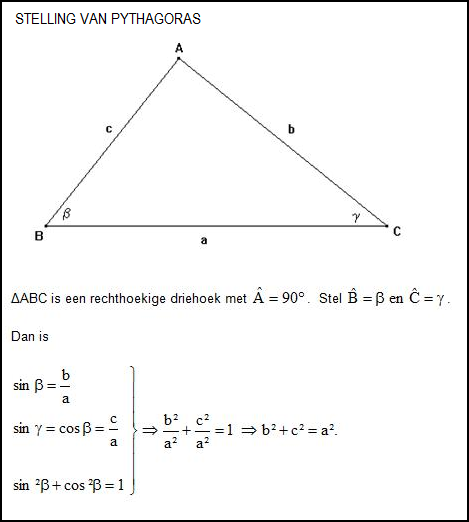 STELLING VAN PYTHAGORAS
A
c
b
β
γ
B
C
a
ΔABC is een rechthoekige driehoek met Â = 90°. Stel B̂ = β en Ĉ = γ.
Dan is
sin β = b/a
sin γ = cos β = c/a ⇒ b²/a² + c²/a² = 1 ⇒ b² + c² = a².
sin ²β + cos ²β = 1